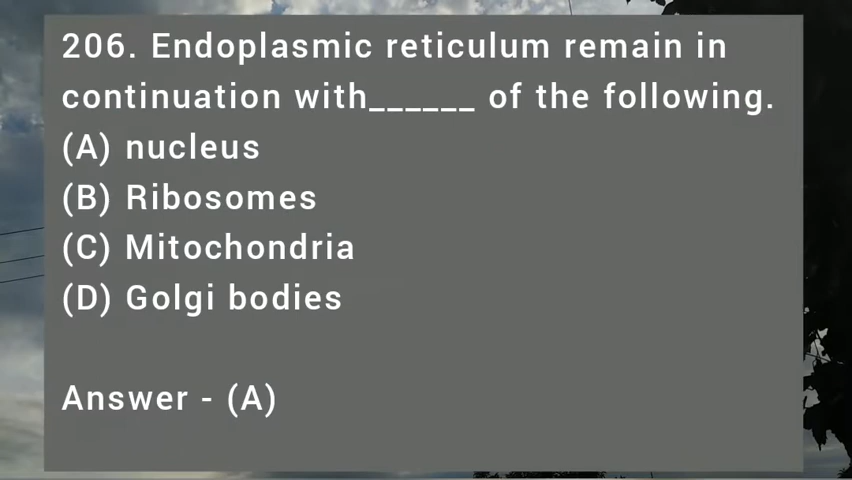 206. Endoplasmic reticulum remain in
continuation with______ of the following.
(A) nucleus
(B) Ribosomes
(C) Mitochondria
(D) Golgi bodies
Answer - (A)